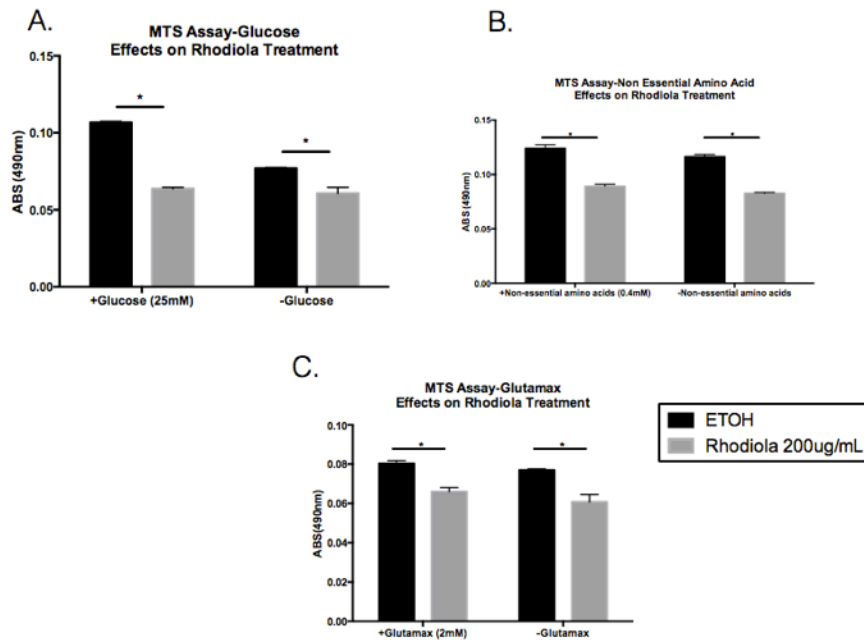 A.
MTS Assay-Glucose
Effects on Rhodiola Treatment
0.15
0.10
0.05
0.00
ABS (490nm)
*
*
+Glucose (25mM)
-Glucose
B.
MTS Assay-Non Essential Amino Acid
Effects on Rhodiola Treatment
0.15
0.10
0.05
0.00
ABS (490nm)
*
*
+Non-essential amino acids (0.4mM)
-Non-essential amino acids
C.
MTS Assay-Glutamax
Effects on Rhodiola Treatment
0.10
0.08
0.06
0.04
0.02
0.00
ABS(490nm)
*
*
+Glutamax (2mM)
-Glutamax
ETOH
Rhodiola 200ug/mL